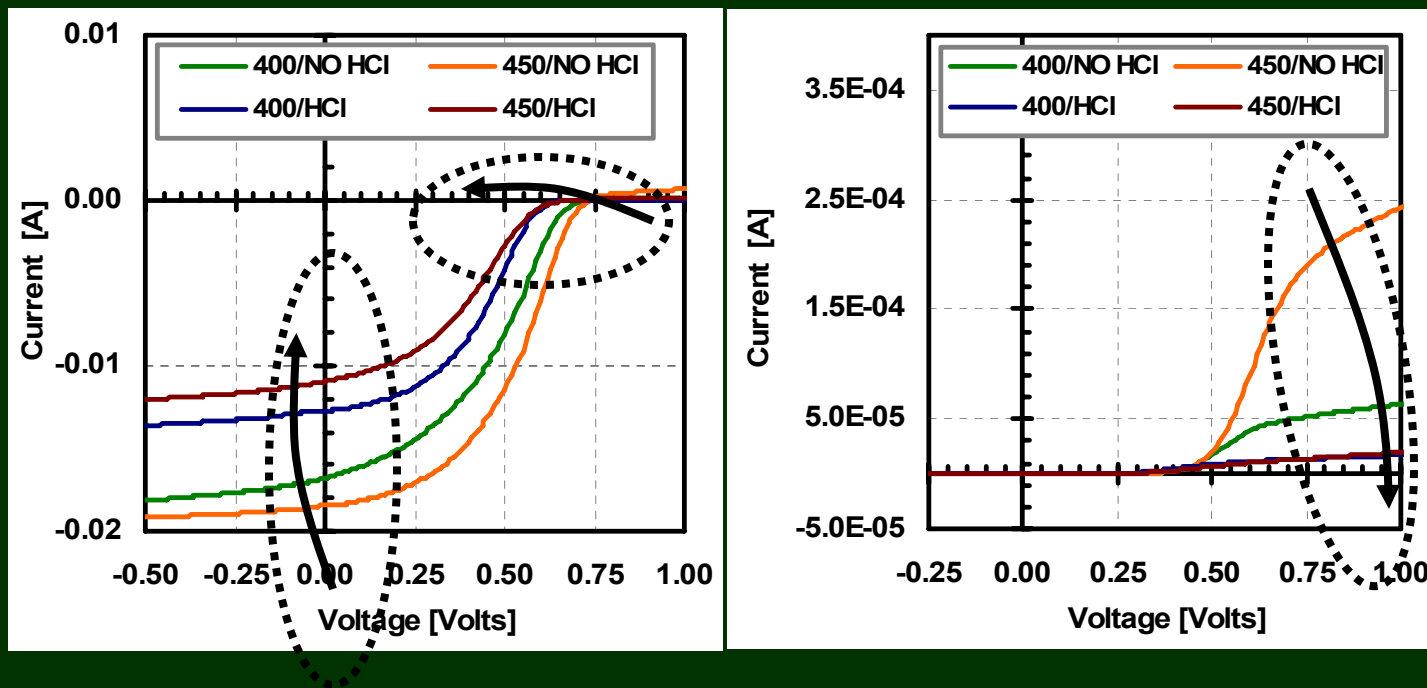 0.01
400/NO HCl 450/NO HCl
400/HCl 450/HCl
0.00
-0.01
-0.02
Current [A]
-0.50 -0.25 0.00 0.25 0.50 0.75 1.00
Voltage [Volts]
400/NO HCl 450/NO HCl
400/HCl 450/HCl
3.5E-04
2.5E-04
1.5E-04
5.0E-05
-5.0E-05
Current [A]
-0.25 0.00 0.25 0.50 0.75 1.00
Voltage [Volts]